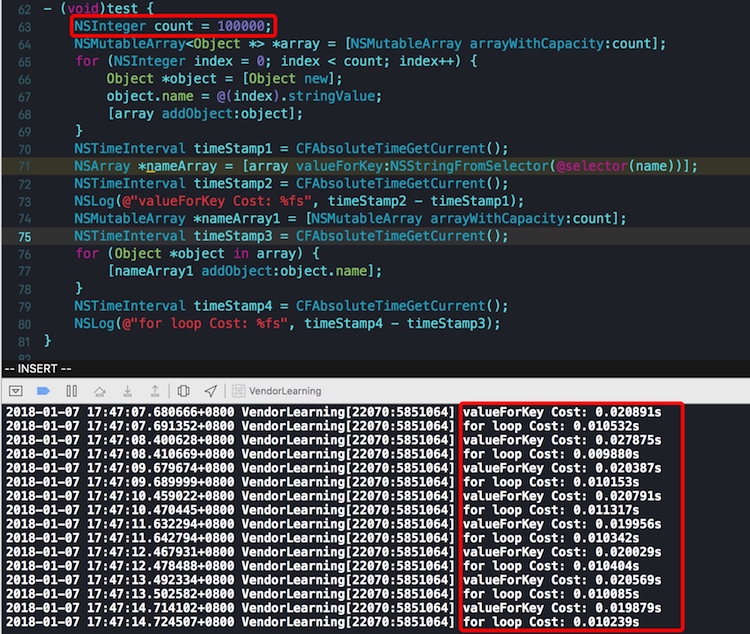 62 - (void)test {
63 NSInteger count = 100000;
64 NSMutableArray<Object *> *array = [NSMutableArray arrayWithCapacity:count];
65 for (NSInteger index = 0; index < count; index++) {
66 Object *object = [Object new];
67 object.name = @(index).stringValue;
68 [array addObject:object];
69 }
70 NSTimeInterval timeStamp1 = CFAbsoluteTimeGetCurrent();
71 NSArray *nameArray = [array valueForKey:NSStringFromSelector(@selector(name))];
72 NSTimeInterval timeStamp2 = CFAbsoluteTimeGetCurrent();
73 NSLog(@"valueForKey Cost: %fs", timeStamp2 - timeStamp1);
74 NSMutableArray *nameArray1 = [NSMutableArray arrayWithCapacity:count];
75 NSTimeInterval timeStamp3 = CFAbsoluteTimeGetCurrent();
76 for (Object *object in array) {
77 [nameArray1 addObject:object.name];
78 }
79 NSTimeInterval timeStamp4 = CFAbsoluteTimeGetCurrent();
80 NSLog(@"for loop Cost: %fs", timeStamp4 - timeStamp3);
81 }
82
-- INSERT --
VendorLearning
2018-01-07 17:47:07.680666+0800 VendorLearning[22070:5851064] valueForKey Cost: 0.020891s
2018-01-07 17:47:07.691352+0800 VendorLearning[22070:5851064] for loop Cost: 0.010532s
2018-01-07 17:47:08.400628+0800 VendorLearning[22070:5851064] valueForKey Cost: 0.027875s
2018-01-07 17:47:08.410669+0800 VendorLearning[22070:5851064] for loop Cost: 0.009880s
2018-01-07 17:47:09.679674+0800 VendorLearning[22070:5851064] valueForKey Cost: 0.020387s
2018-01-07 17:47:09.689999+0800 VendorLearning[22070:5851064] for loop Cost: 0.010153s
2018-01-07 17:47:10.459022+0800 VendorLearning[22070:5851064] valueForKey Cost: 0.020791s
2018-01-07 17:47:10.470445+0800 VendorLearning[22070:5851064] for loop Cost: 0.011317s
2018-01-07 17:47:11.632294+0800 VendorLearning[22070:5851064] valueForKey Cost: 0.019956s
2018-01-07 17:47:11.642794+0800 VendorLearning[22070:5851064] for loop Cost: 0.010342s
2018-01-07 17:47:12.467931+0800 VendorLearning[22070:5851064] valueForKey Cost: 0.020029s
2018-01-07 17:47:12.478488+0800 VendorLearning[22070:5851064] for loop Cost: 0.010404s
2018-01-07 17:47:13.492334+0800 VendorLearning[22070:5851064] valueForKey Cost: 0.020569s
2018-01-07 17:47:13.502582+0800 VendorLearning[22070:5851064] for loop Cost: 0.010085s
2018-01-07 17:47:14.714102+0800 VendorLearning[22070:5851064] valueForKey Cost: 0.019879s
2018-01-07 17:47:14.724507+0800 VendorLearning[22070:5851064] for loop Cost: 0.010239s